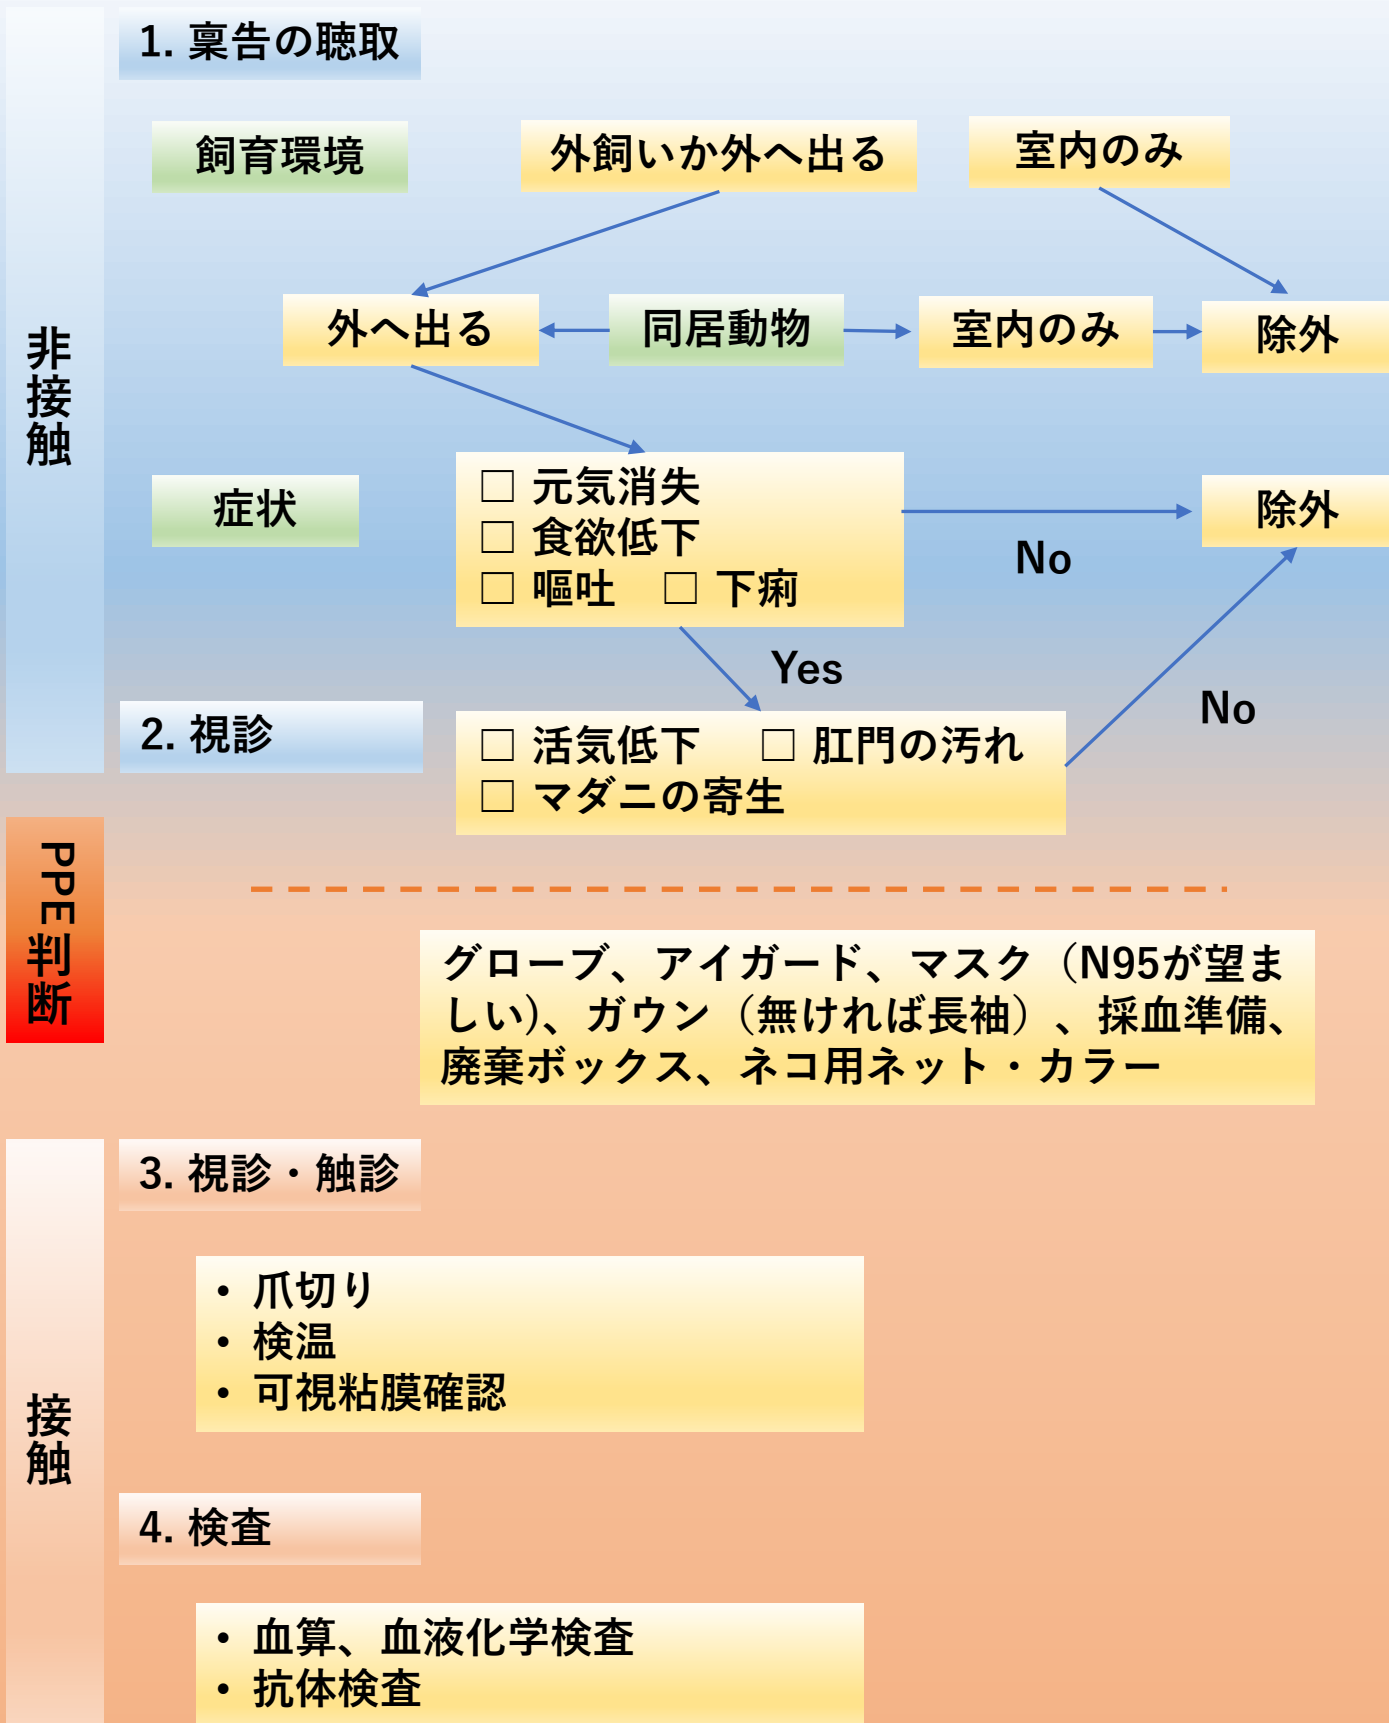 1. 稟告の聴取
飼育環境
外飼いか外へ出る
室内のみ
外へ出る
同居動物
室内のみ
除外
非接触
症状
□ 元気消失
□ 食欲低下
□ 嘔吐 □ 下痢
No
除外
Yes
No
2. 視診
□ 活気低下 □ 肛門の汚れ
□ マダニの寄生
PPE判断
グローブ、アイガード、マスク（N95が望ま
しい）、ガウン（無ければ長袖）、採血準備、
廃棄ボックス、ネコ用ネット・カラー
3. 視診・触診
• 爪切り
• 検温
• 可視粘膜確認
接触
4. 検査
• 血算、血液化学検査
• 抗体検査